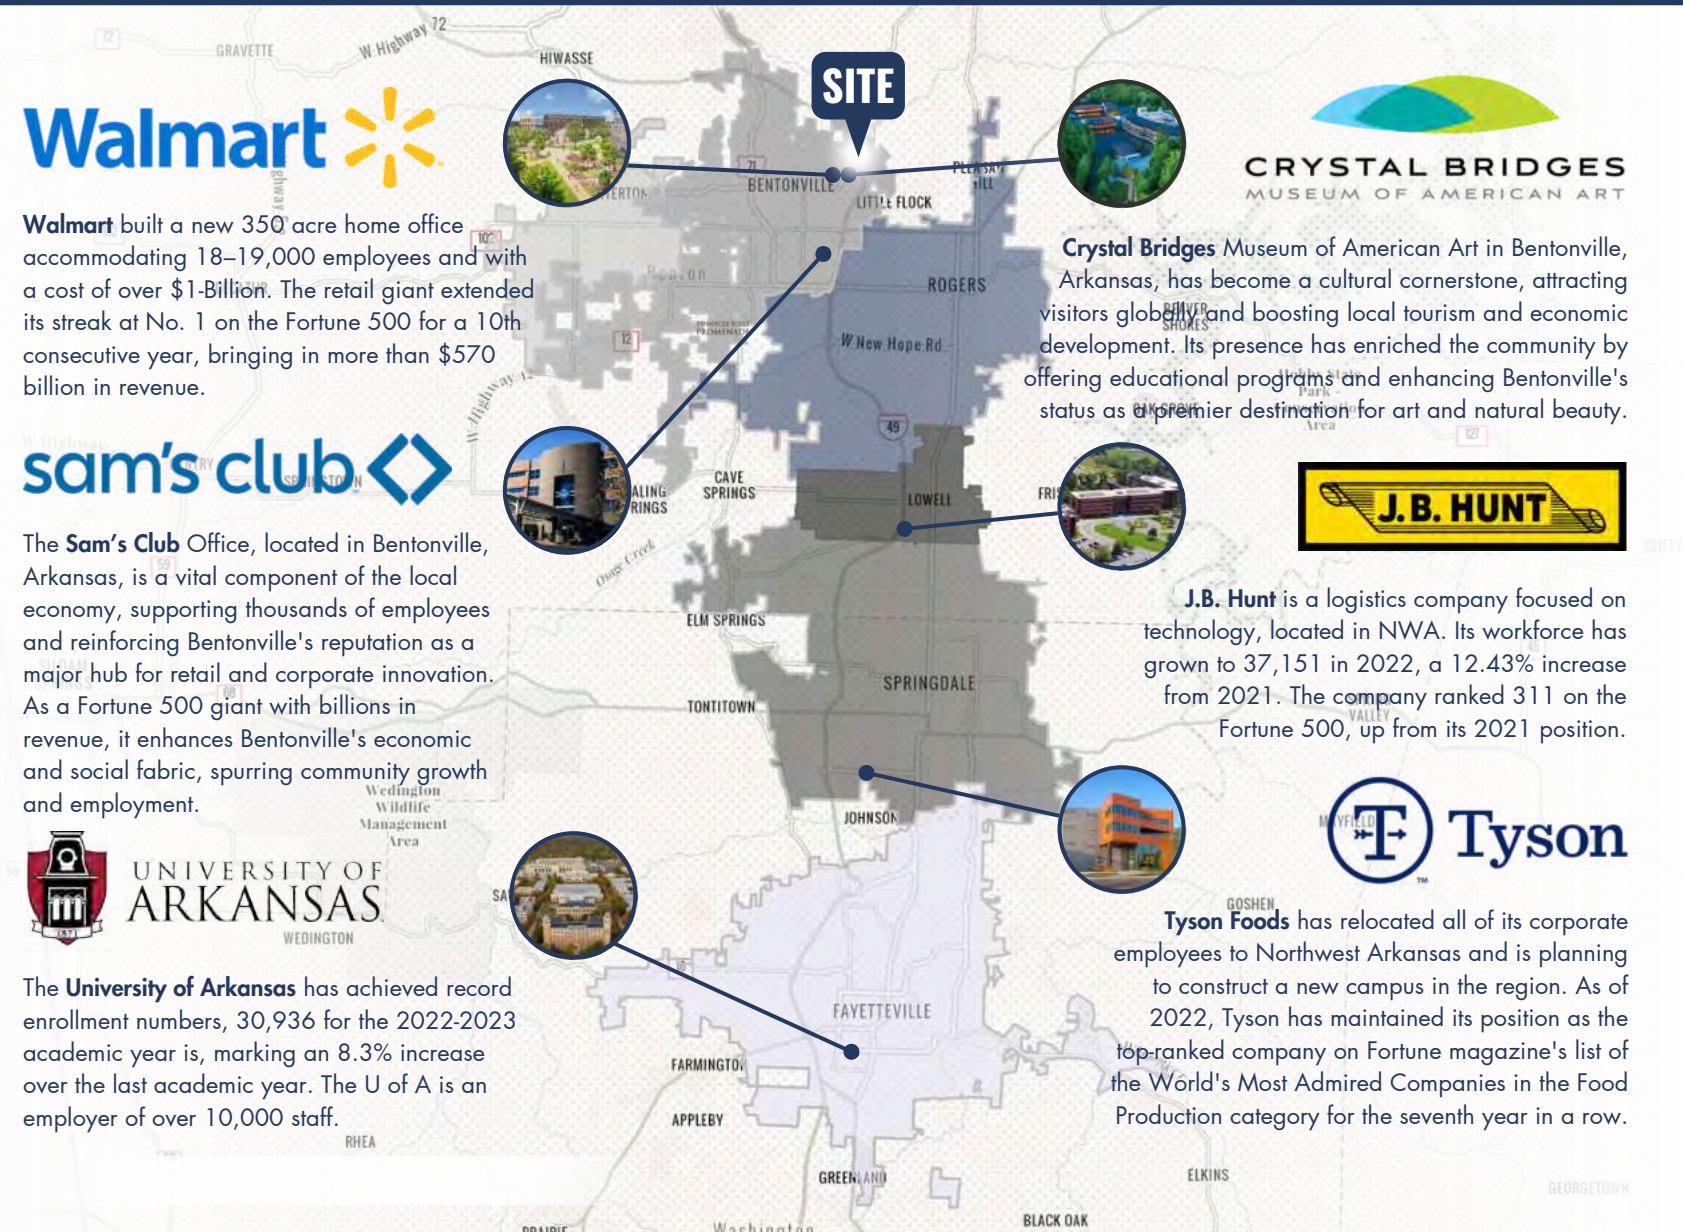 72
GRAVETTE
W Highway 72
HIWASSE
SITE
Walmart
71
BENTONVILLE
LITTLE FLOCK
CRYSTAL BRIDGES
MUSEUM OF AMERICAN ART
Walmart built a new 350 acre home office
accommodating 18–19,000 employees and with
a cost of over $1-Billion. The retail giant extended
its streak at No. 1 on the Fortune 500 for a 10th
consecutive year, bringing in more than $570
billion in revenue.
Crystal Bridges Museum of American Art in Bentonville,
Arkansas, has become a cultural cornerstone, attracting
visitors globally and boosting local tourism and economic
development. Its presence has enriched the community by
offering educational programs and enhancing Bentonville's
status as a premier destination for art and natural beauty.
ROGERS
12
W New Hope Rd
49
127
sam's club
CAVE
SPRINGS
LOWELL
J.B. HUNT
The Sam's Club Office, located in Bentonville,
Arkansas, is a vital component of the local
economy, supporting thousands of employees
and reinforcing Bentonville's reputation as a
major hub for retail and corporate innovation.
As a Fortune 500 giant with billions in
revenue, it enhances Bentonville's economic
and social fabric, spurring community growth
and employment.
Osage Creek
ELM SPRINGS
SPRINGDALE
TONTITOWN
J.B. Hunt is a logistics company focused on
technology, located in NWA. Its workforce has
grown to 37,151 in 2022, a 12.43% increase
from 2021. The company ranked 311 on the
Fortune 500, up from its 2021 position.
Wedington
Wildlife
Management
Area
JOHNSON
UNIVERSITY OF
ARKANSAS
1871
WEDINGTON
Tyson
TM
GOSHEN
The University of Arkansas has achieved record
enrollment numbers, 30,936 for the 2022-2023
academic year is, marking an 8.3% increase
over the last academic year. The U of A is an
employer of over 10,000 staff.
Tyson Foods has relocated all of its corporate
employees to Northwest Arkansas and is planning
to construct a new campus in the region. As of
2022, Tyson has maintained its position as the
top-ranked company on Fortune magazine's list of
the World's Most Admired Companies in the Food
Production category for the seventh year in a row.
FAYETTEVILLE
FARMINGTO
APPLEBY
RHEA
GREENLAND
ELKINS
GEORGETOWN
BLACK OAK